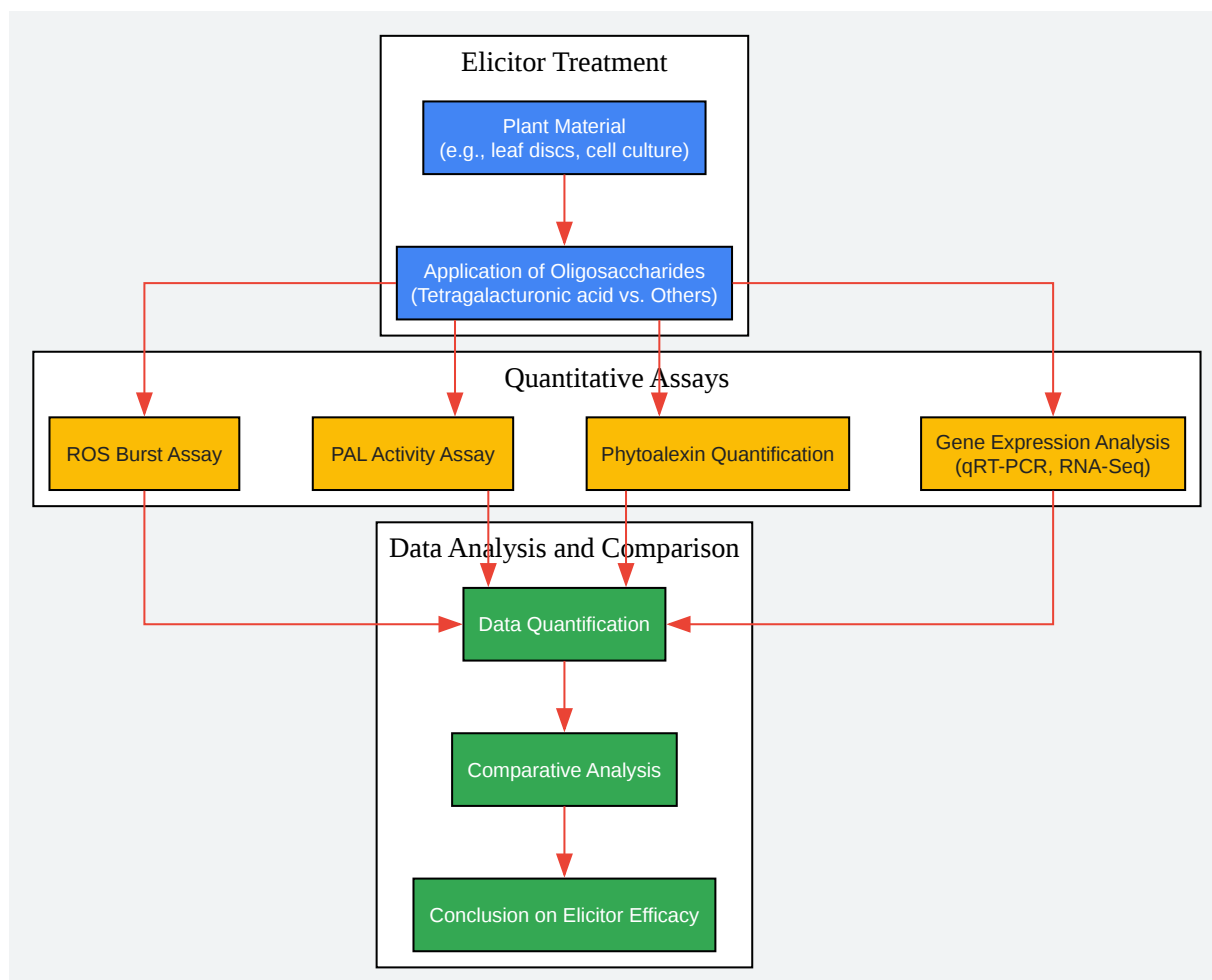 Elicitor Treatment
Plant Material
(e.g., leaf discs, cell culture)
Application of Oligosaccharides
(Tetragalacturonic acid vs. Others)
Quantitative Assays
ROS Burst Assay
PAL Activity Assay
Phytoalexin Quantification
Gene Expression Analysis
(qRT-PCR, RNA-Seq)
Data Analysis and Comparison
Data Quantification
Comparative Analysis
Conclusion on Elicitor Efficacy